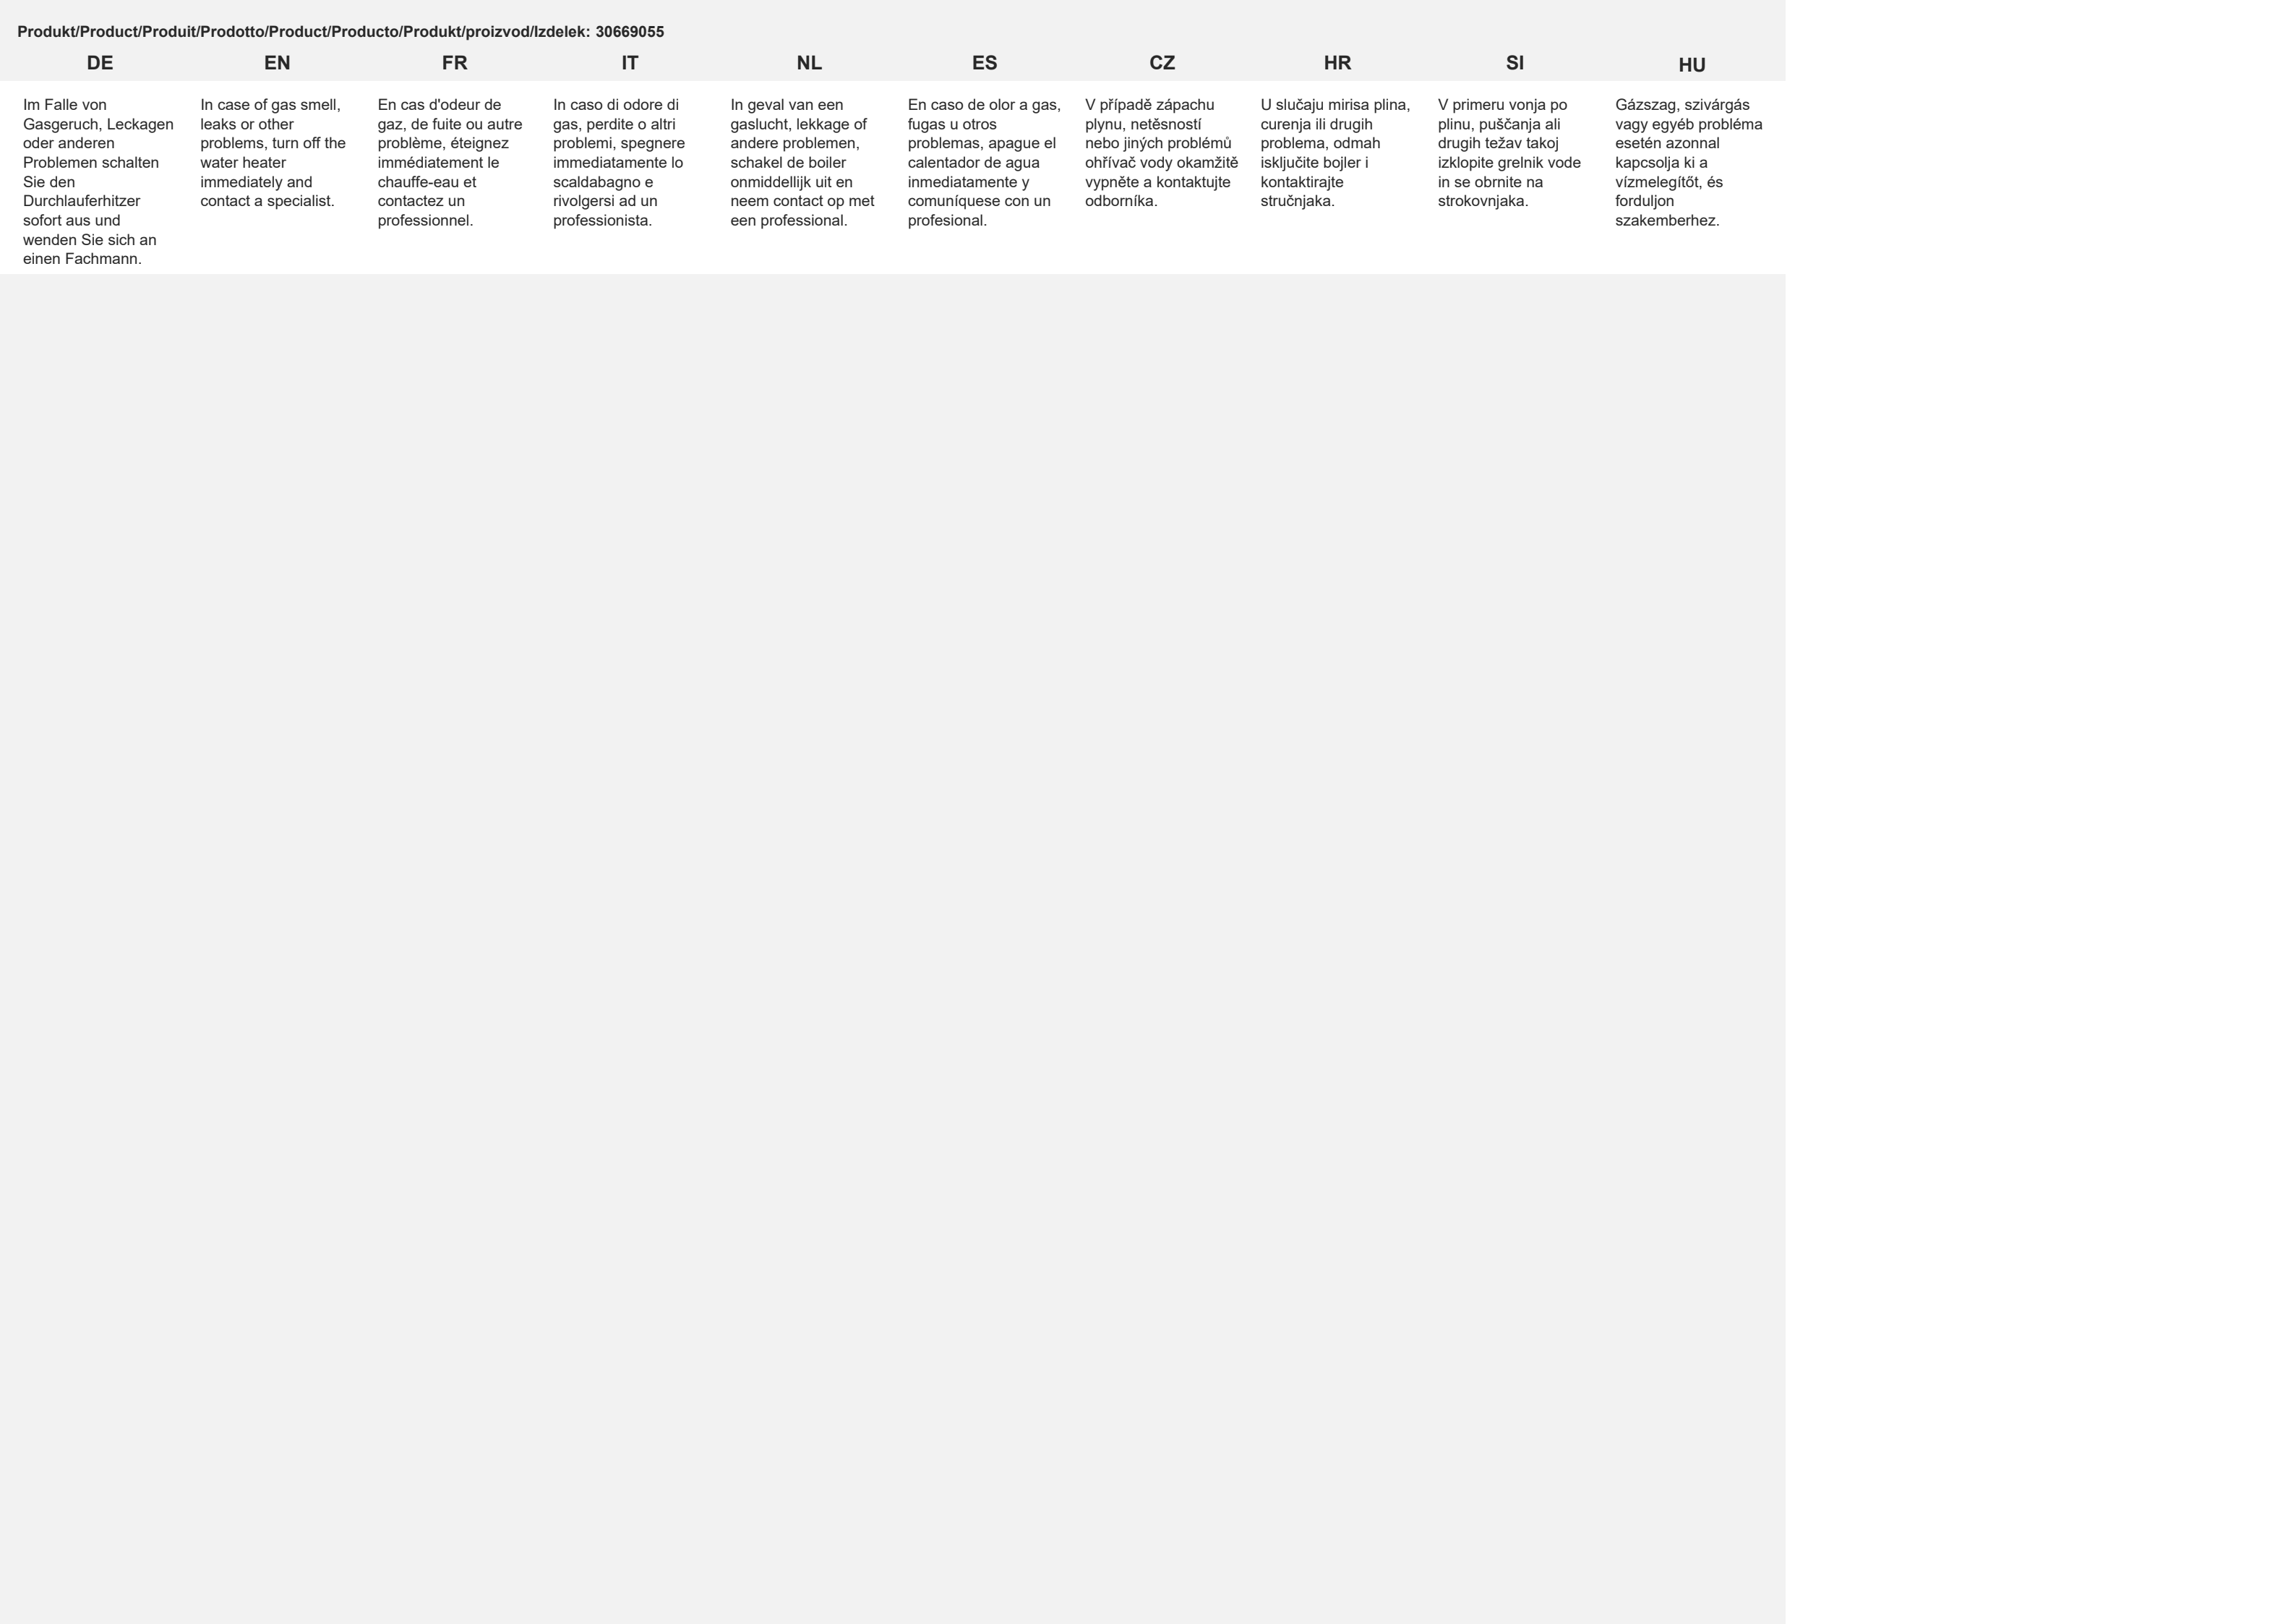 Produkt/Product/Produit/Prodotto/Product/Producto/Produkt/proizvod/Izdelek: 30669055
DE
Im Falle von
Gasgeruch, Leckagen
oder anderen
Problemen schalten
Sie den
Durchlauferhitzer
sofort aus und
wenden Sie sich an
einen Fachmann.
EN
In case of gas smell,
leaks or other
problems, turn off the
water heater
immediately and
contact a specialist.
FR
En cas d'odeur de
gaz, de fuite ou autre
problème, éteignez
immédiatement le
chauffe-eau et
contactez un
professionnel.
IT
In caso di odore di
gas, perdite o altri
problemi, spegnere
immediatamente lo
scaldabagno e
rivolgersi ad un
professionista.
NL
In geval van een
gaslucht, lekkage of
andere problemen,
schakel de boiler
onmiddellijk uit en
neem contact op met
een professional.
ES
En caso de olor a gas,
fugas u otros
problemas, apague el
calentador de agua
inmediatamente y
comuníquese con un
profesional.
CZ
V případě zápachu
plynu, netěsností
nebo jiných problémů
ohřívač vody okamžitě
vypněte a kontaktujte
odborníka.
HR
U slučaju mirisa plina,
curenja ili drugih
problema, odmah
isključite bojler i
kontaktirajte
stručnjaka.
SI
V primeru vonja po
plinu, puščanja ali
drugih težav takoj
izklopite grelnik vode
in se obrnite na
strokovnjaka.
HU
Gázszag, szivárgás
vagy egyéb probléma
esetén azonnal
kapcsolja ki a
vízmelegítőt, és
forduljon
szakemberhez.